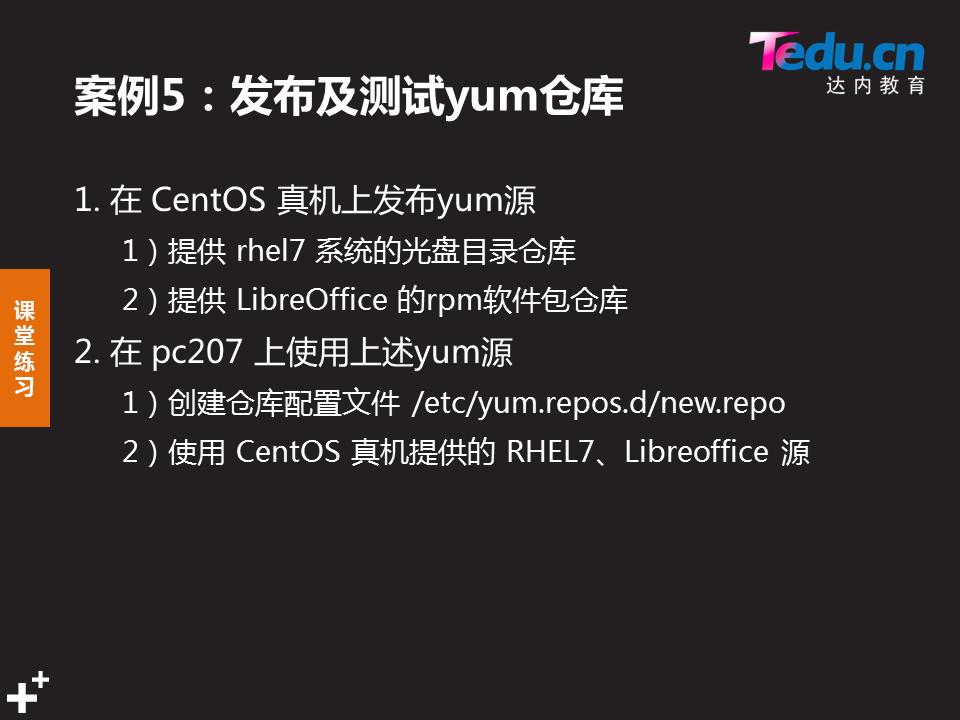 Tedu.cn
达内教育
案例5：发布及测试yum仓库
1. 在 CentOS 真机上发布yum源
1）提供 rhel7 系统的光盘目录仓库
2）提供 LibreOffice 的rpm软件包仓库
2. 在 pc207 上使用上述yum源
1）创建仓库配置文件 /etc/yum.repos.d/new.repo
2）使用 CentOS 真机提供的 RHEL7、Libreoffice 源
课
堂
练
习